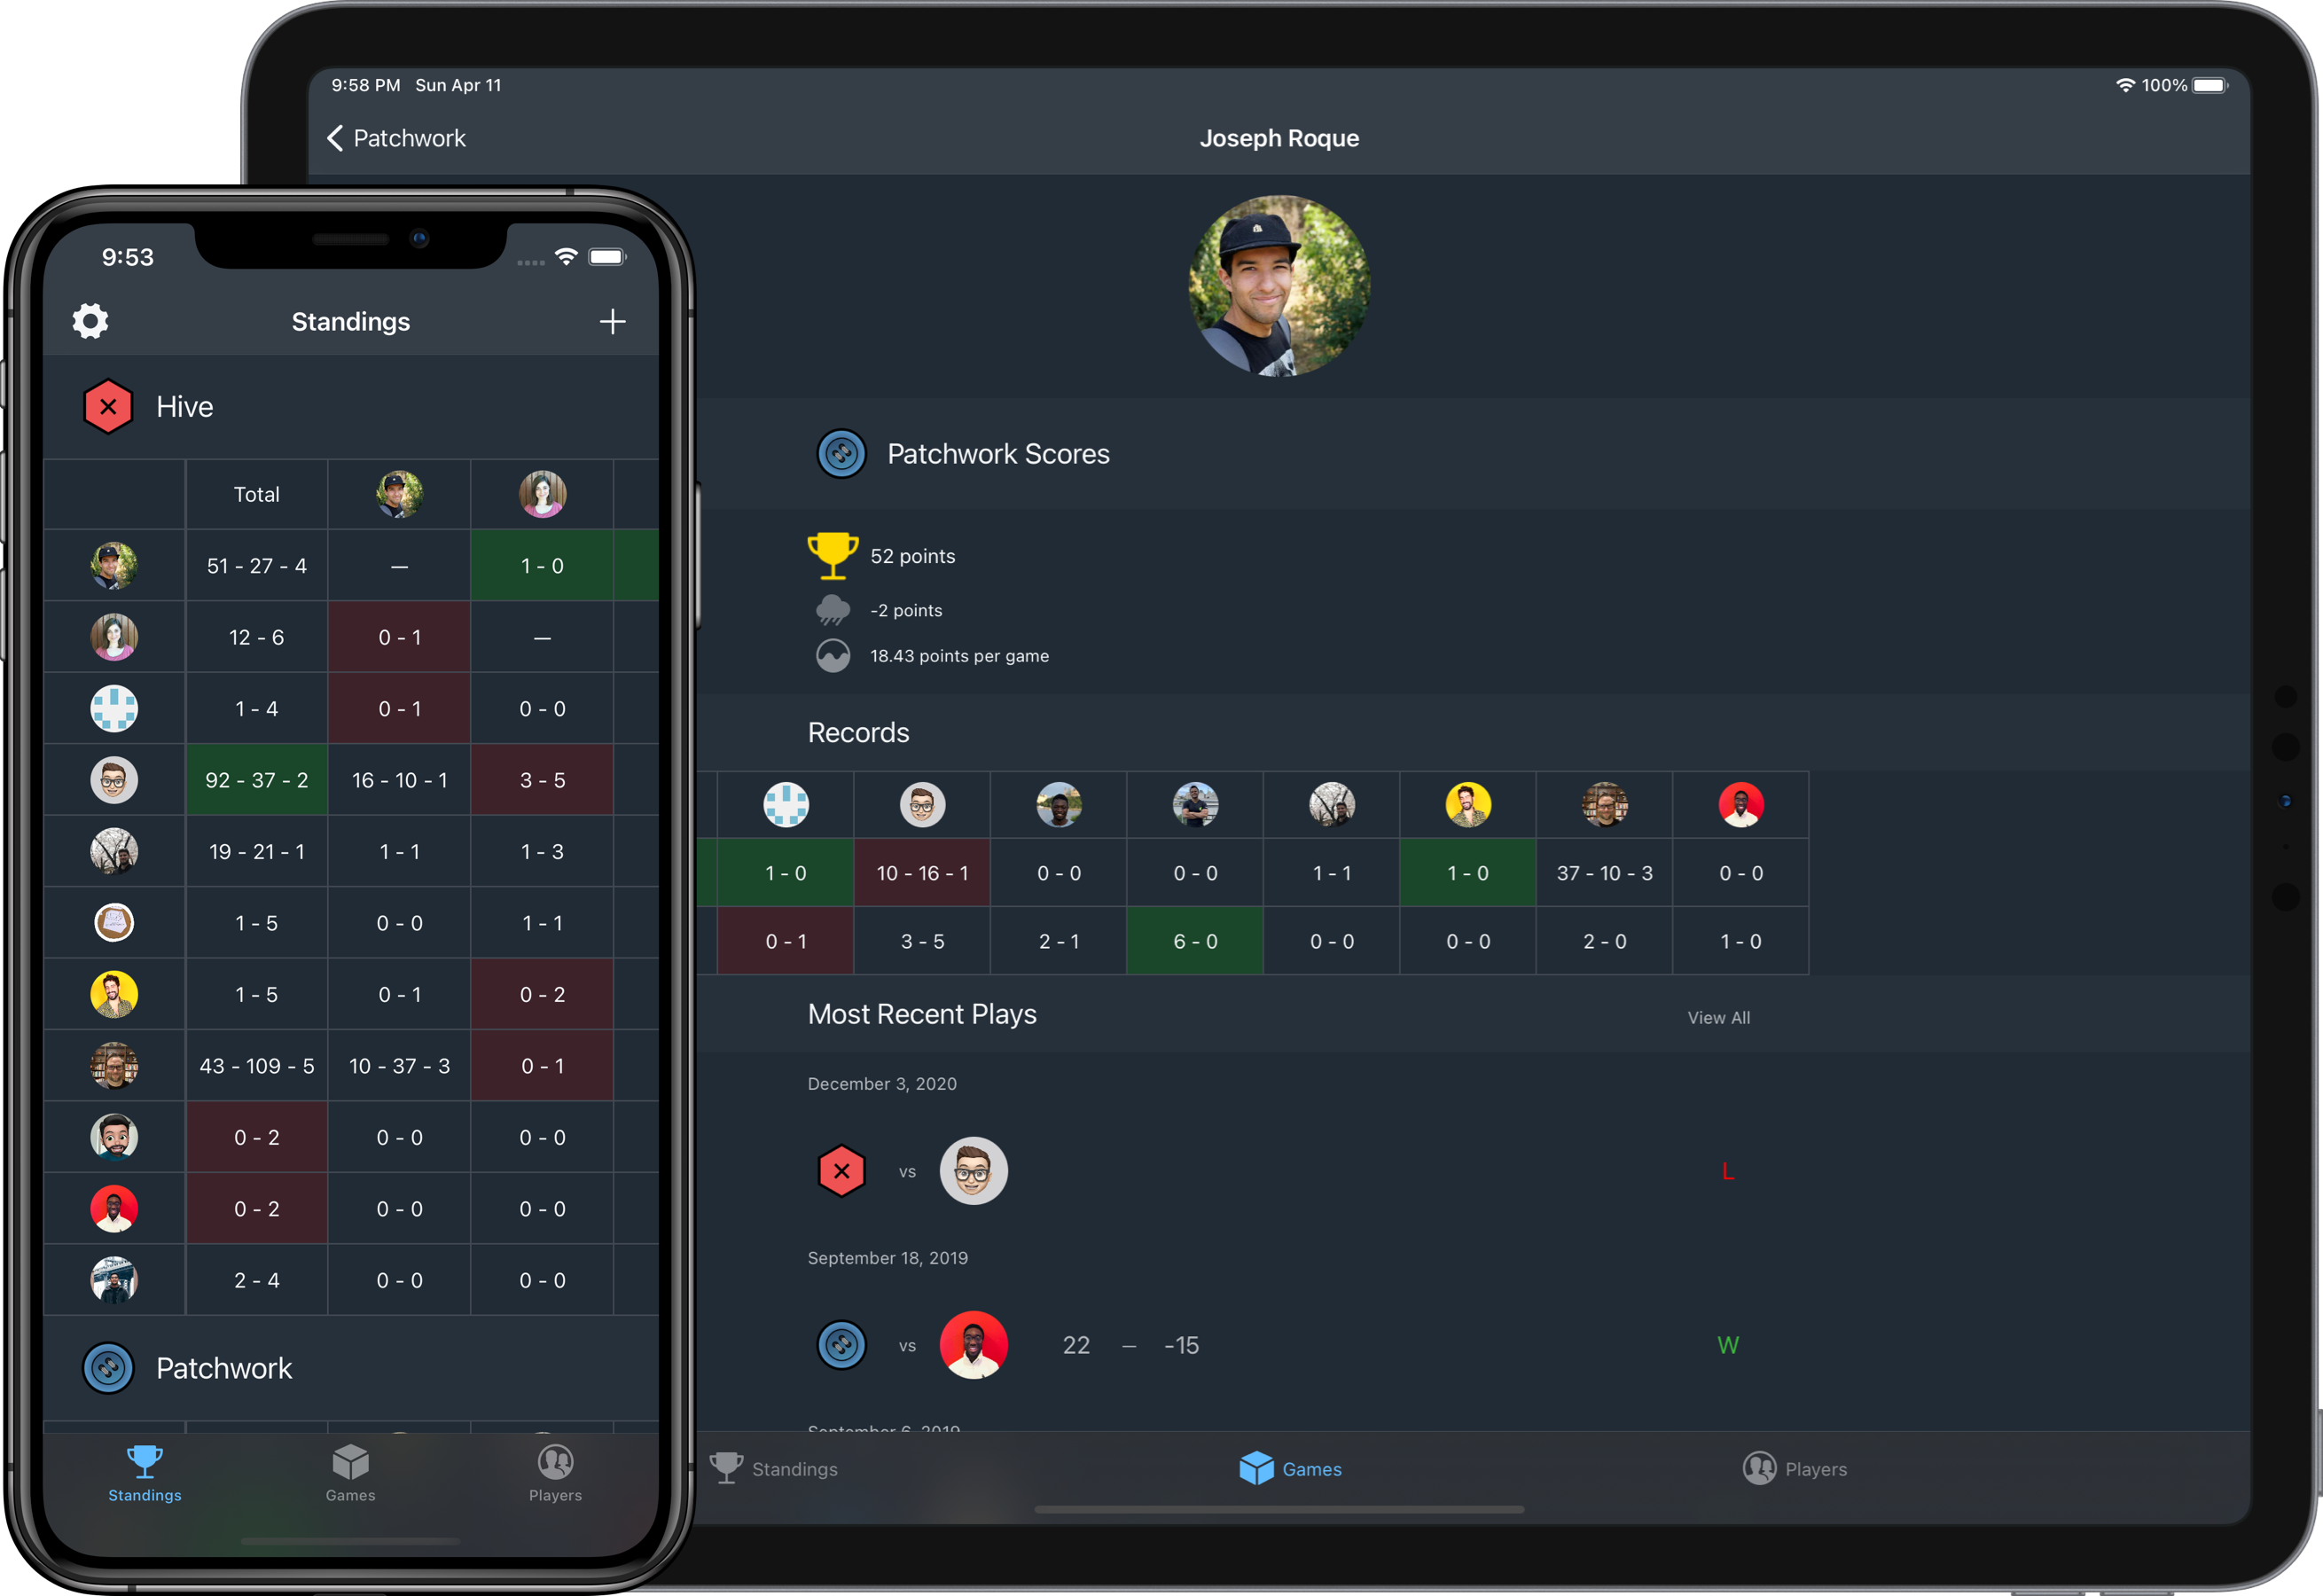 9:58 PM Sun Apr 11
100%
Patchwork
Joseph Roque
Patchwork Scores
52 points
-2 points
18.43 points per game
Records
1 - 0 10 - 16 - 1 0 - 0 0 - 0 1 - 1 1 - 0 37 - 10 - 3 0 - 0
0 - 1 3 - 5 2 - 1 6 - 0 0 - 0 0 - 0 2 - 0 1 - 0
Most Recent Plays
View All
December 3, 2020
vs
L
September 18, 2019
vs 22 — -15
W
September 6, 2019
Standings
Games
Players
9:53
Standings
Hive
Total
51 - 27 - 4 — 1 - 0
12 - 6 0 - 1 —
1 - 4 0 - 1 0 - 0
92 - 37 - 2 16 - 10 - 1 3 - 5
19 - 21 - 1 1 - 1 1 - 3
1 - 5 0 - 0 1 - 1
1 - 5 0 - 1 0 - 2
43 - 109 - 5 10 - 37 - 3 0 - 1
0 - 2 0 - 0 0 - 0
0 - 2 0 - 0 0 - 0
2 - 4 0 - 0 0 - 0
Patchwork
Standings
Games
Players